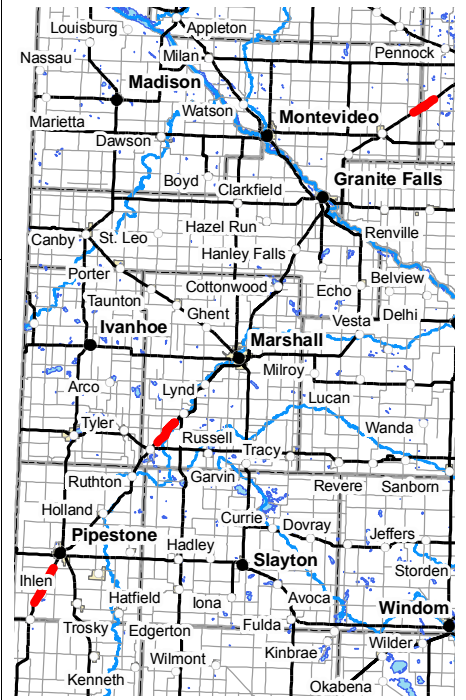 Louisburg
Appleton
Milan
Pennock
Nassau
Madison
Watson
Montevideo
Marietta
Dawson
Boyd
Granite Falls
Clarkfield
Hazel Run
Renville
Canby
St. Leo
Hanley Falls
Porter
Cottonwood
Echo
Belview
Taunton
Ghent
Vesta
Delhi
Ivanhoe
Marshall
Milroy
Arco
Lynd
Lucan
Tyler
Russell
Wanda
Tracy
Ruthton
Garvin
Revere
Sanborn
Holland
Currie
Dovray
Jeffers
Pipestone
Hadley
Slayton
Storden
Ihlen
Hatfield
Iona
Avoca
Windom
Trosky
Edgerton
Fulda
Kinbrae
Wilder
Wilmont
Kenneth
Okabena